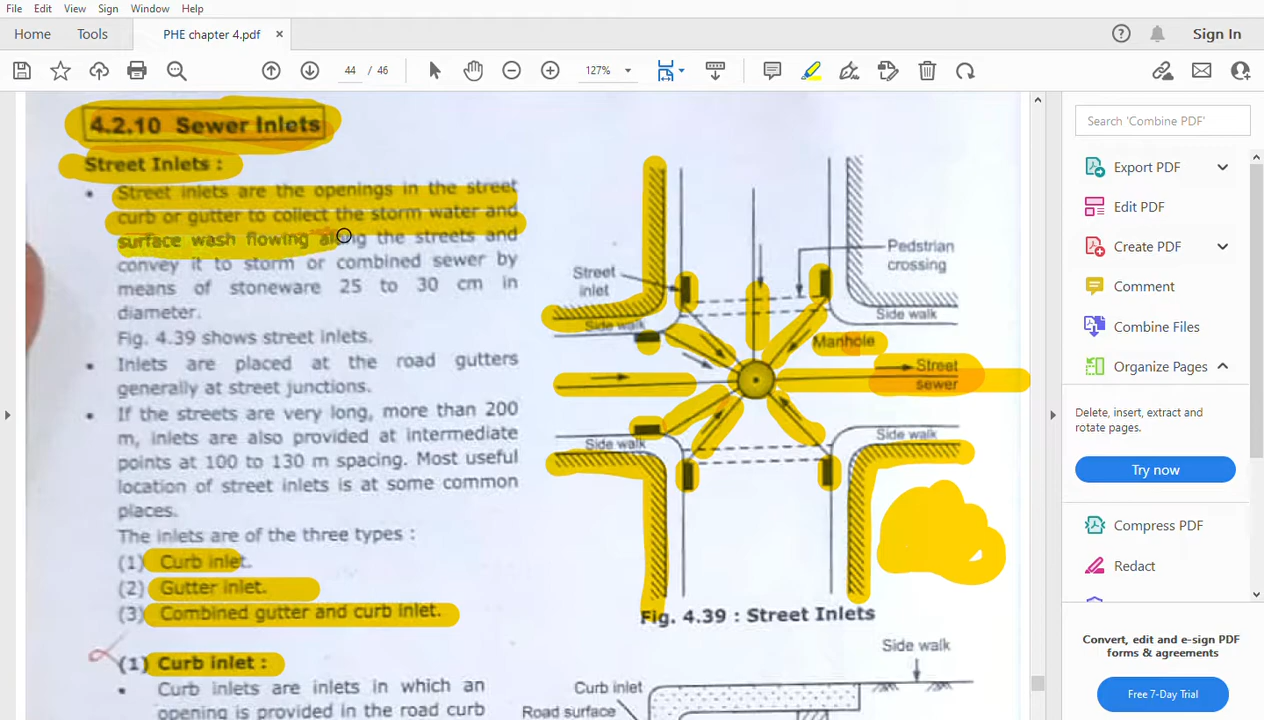 File Edit View Sign Window Help
Home Tools PHE chapter 4.pdf × Sign In
44 / 46 127%
4.2.10 Sewer Inlets
Street Inlets :
• Street inlets are the openings in the street
curb or gutter to collect the storm water and
surface wash flowing along the streets and
convey it to storm or combined sewer by
means of stoneware 25 to 30 cm in
diameter.
Fig. 4.39 shows street inlets.
• Inlets are placed at the road gutters
generally at street junctions.
• If the streets are very long, more than 200
m, inlets are also provided at intermediate
points at 100 to 130 m spacing. Most useful
location of street inlets is at some common
places.
The inlets are of the three types :
(1) Curb inlet.
(2) Gutter inlet.
(3) Combined gutter and curb inlet.
(1) Curb inlet :
• Curb inlets are inlets in which an
opening is provided in the road curb
Street
inlet
Pedstrian
crossing
Side walk
Side walk
Manhole
Street
sewer
Side walk
Side walk
Fig. 4.39 : Street Inlets
Side walk
Curb inlet
Road surface
Search 'Combine PDF'
Export PDF
Edit PDF
Create PDF
Comment
Combine Files
Organize Pages
Delete, insert, extract and
rotate pages.
Try now
Compress PDF
Redact
Convert, edit and e-sign PDF
forms & agreements
Free 7-Day Trial